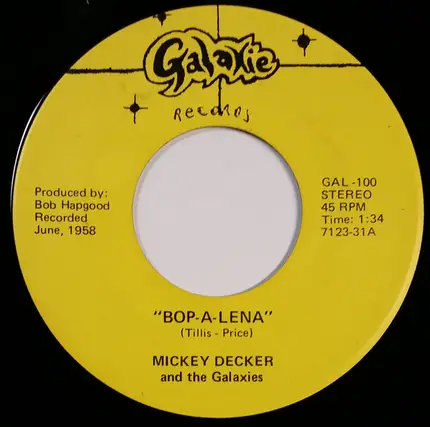 Galaxie
Records
Produced by:
Bob Hapgood
Recorded
June, 1958
GAL -100
STEREO
45 RPM
Time: 1:34
7123-31A
"BOP-A-LENA"
(Tillis - Price)
MICKEY DECKER
and the Galaxies